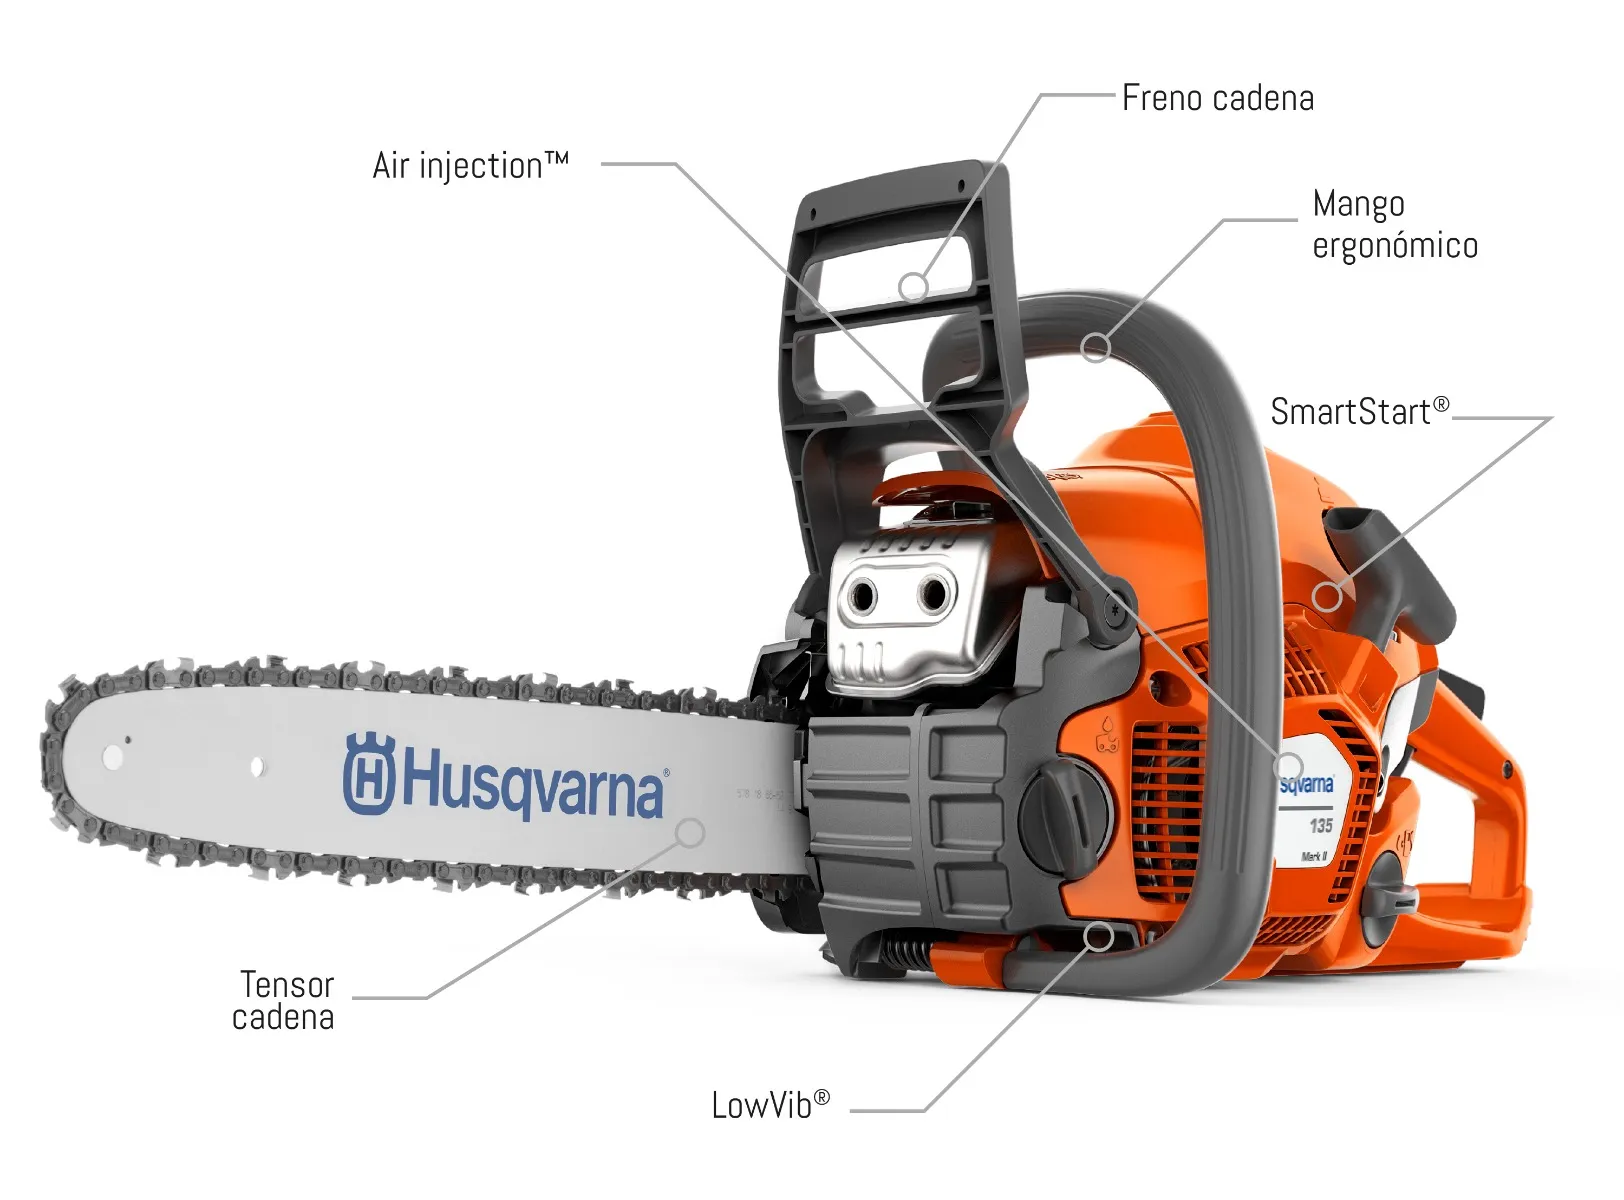 Freno cadena
Air injection™
Mango
ergonómico
SmartStart®
Husqvarna®
sqvarna
135
Mark II
Tensor
cadena
LowVib®